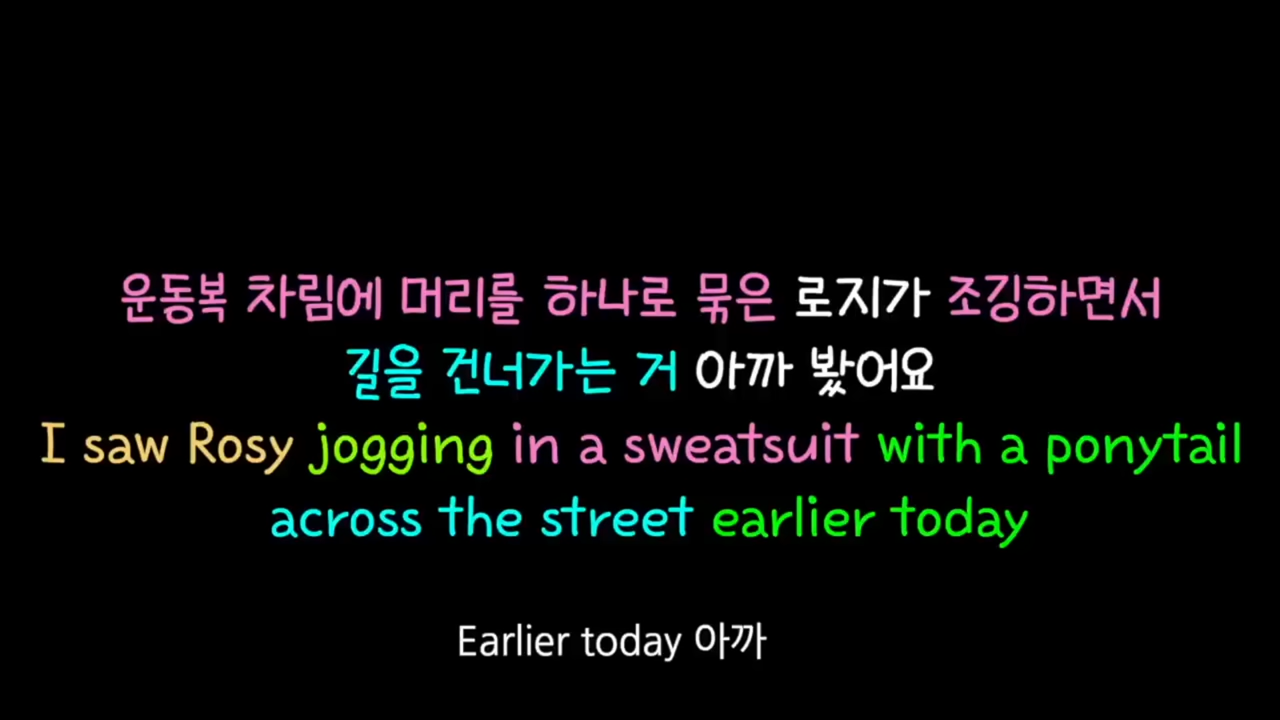 운동복 차림에 머리를 하나로 묶은 로지가 조깅하면서
길을 건너가는 거 아까 봤어요
I saw Rosy jogging in a sweatsuit with a ponytail
across the street earlier today
Earlier today 아까